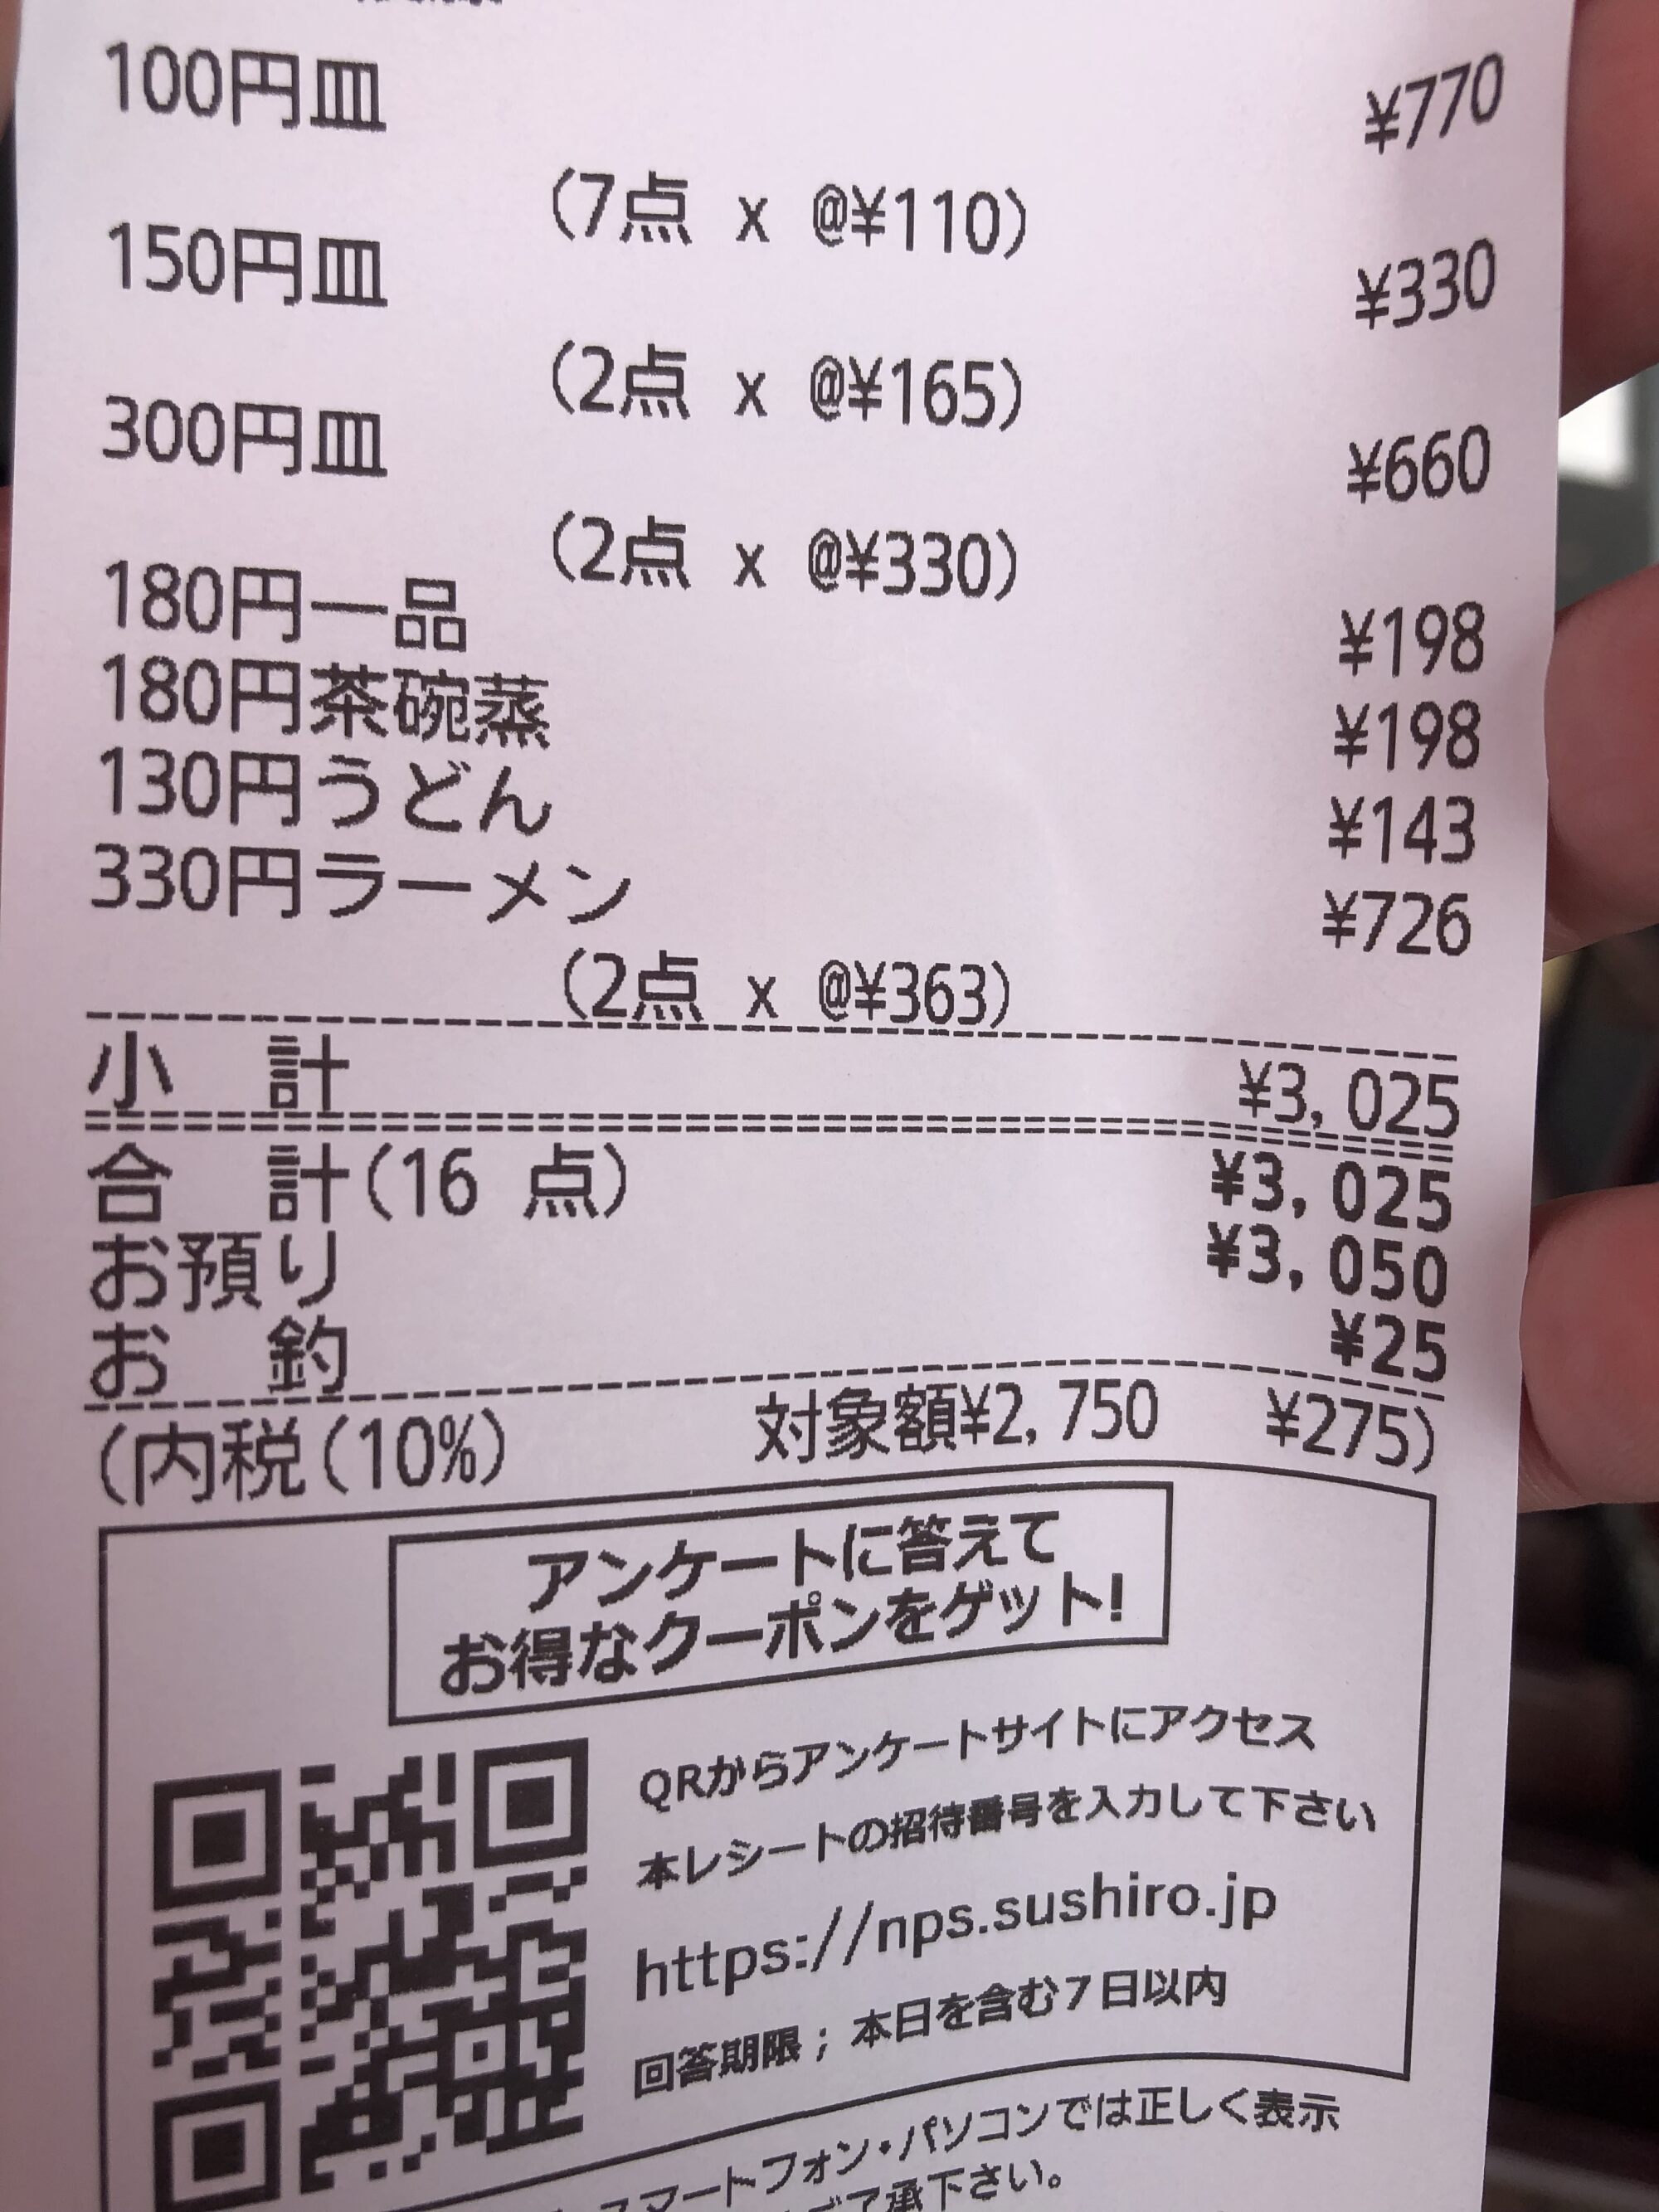 100円皿 ¥770
(7点 x @¥110)
150円皿 ¥330
(2点 x @¥165)
300円皿 ¥660
(2点 x @¥330)
180円一品 ¥198
180円茶碗蒸 ¥198
130円うどん ¥143
330円ラーメン ¥726
(2点 x @¥363)
小 計 ¥3,025
合 計(16 点) ¥3,025
お預り ¥3,050
お 釣 ¥25
(内税(10%) 対象額¥2,750 ¥275)
アンケートに答えて
お得なクーポンをゲット!
QRからアンケートサイトにアクセス
本レシートの招待番号を入力して下さい
https://nps.sushiro.jp
回答期限；本日を含む7日以内
スマートフォン・パソコンでは正しく表示
了承下さい。